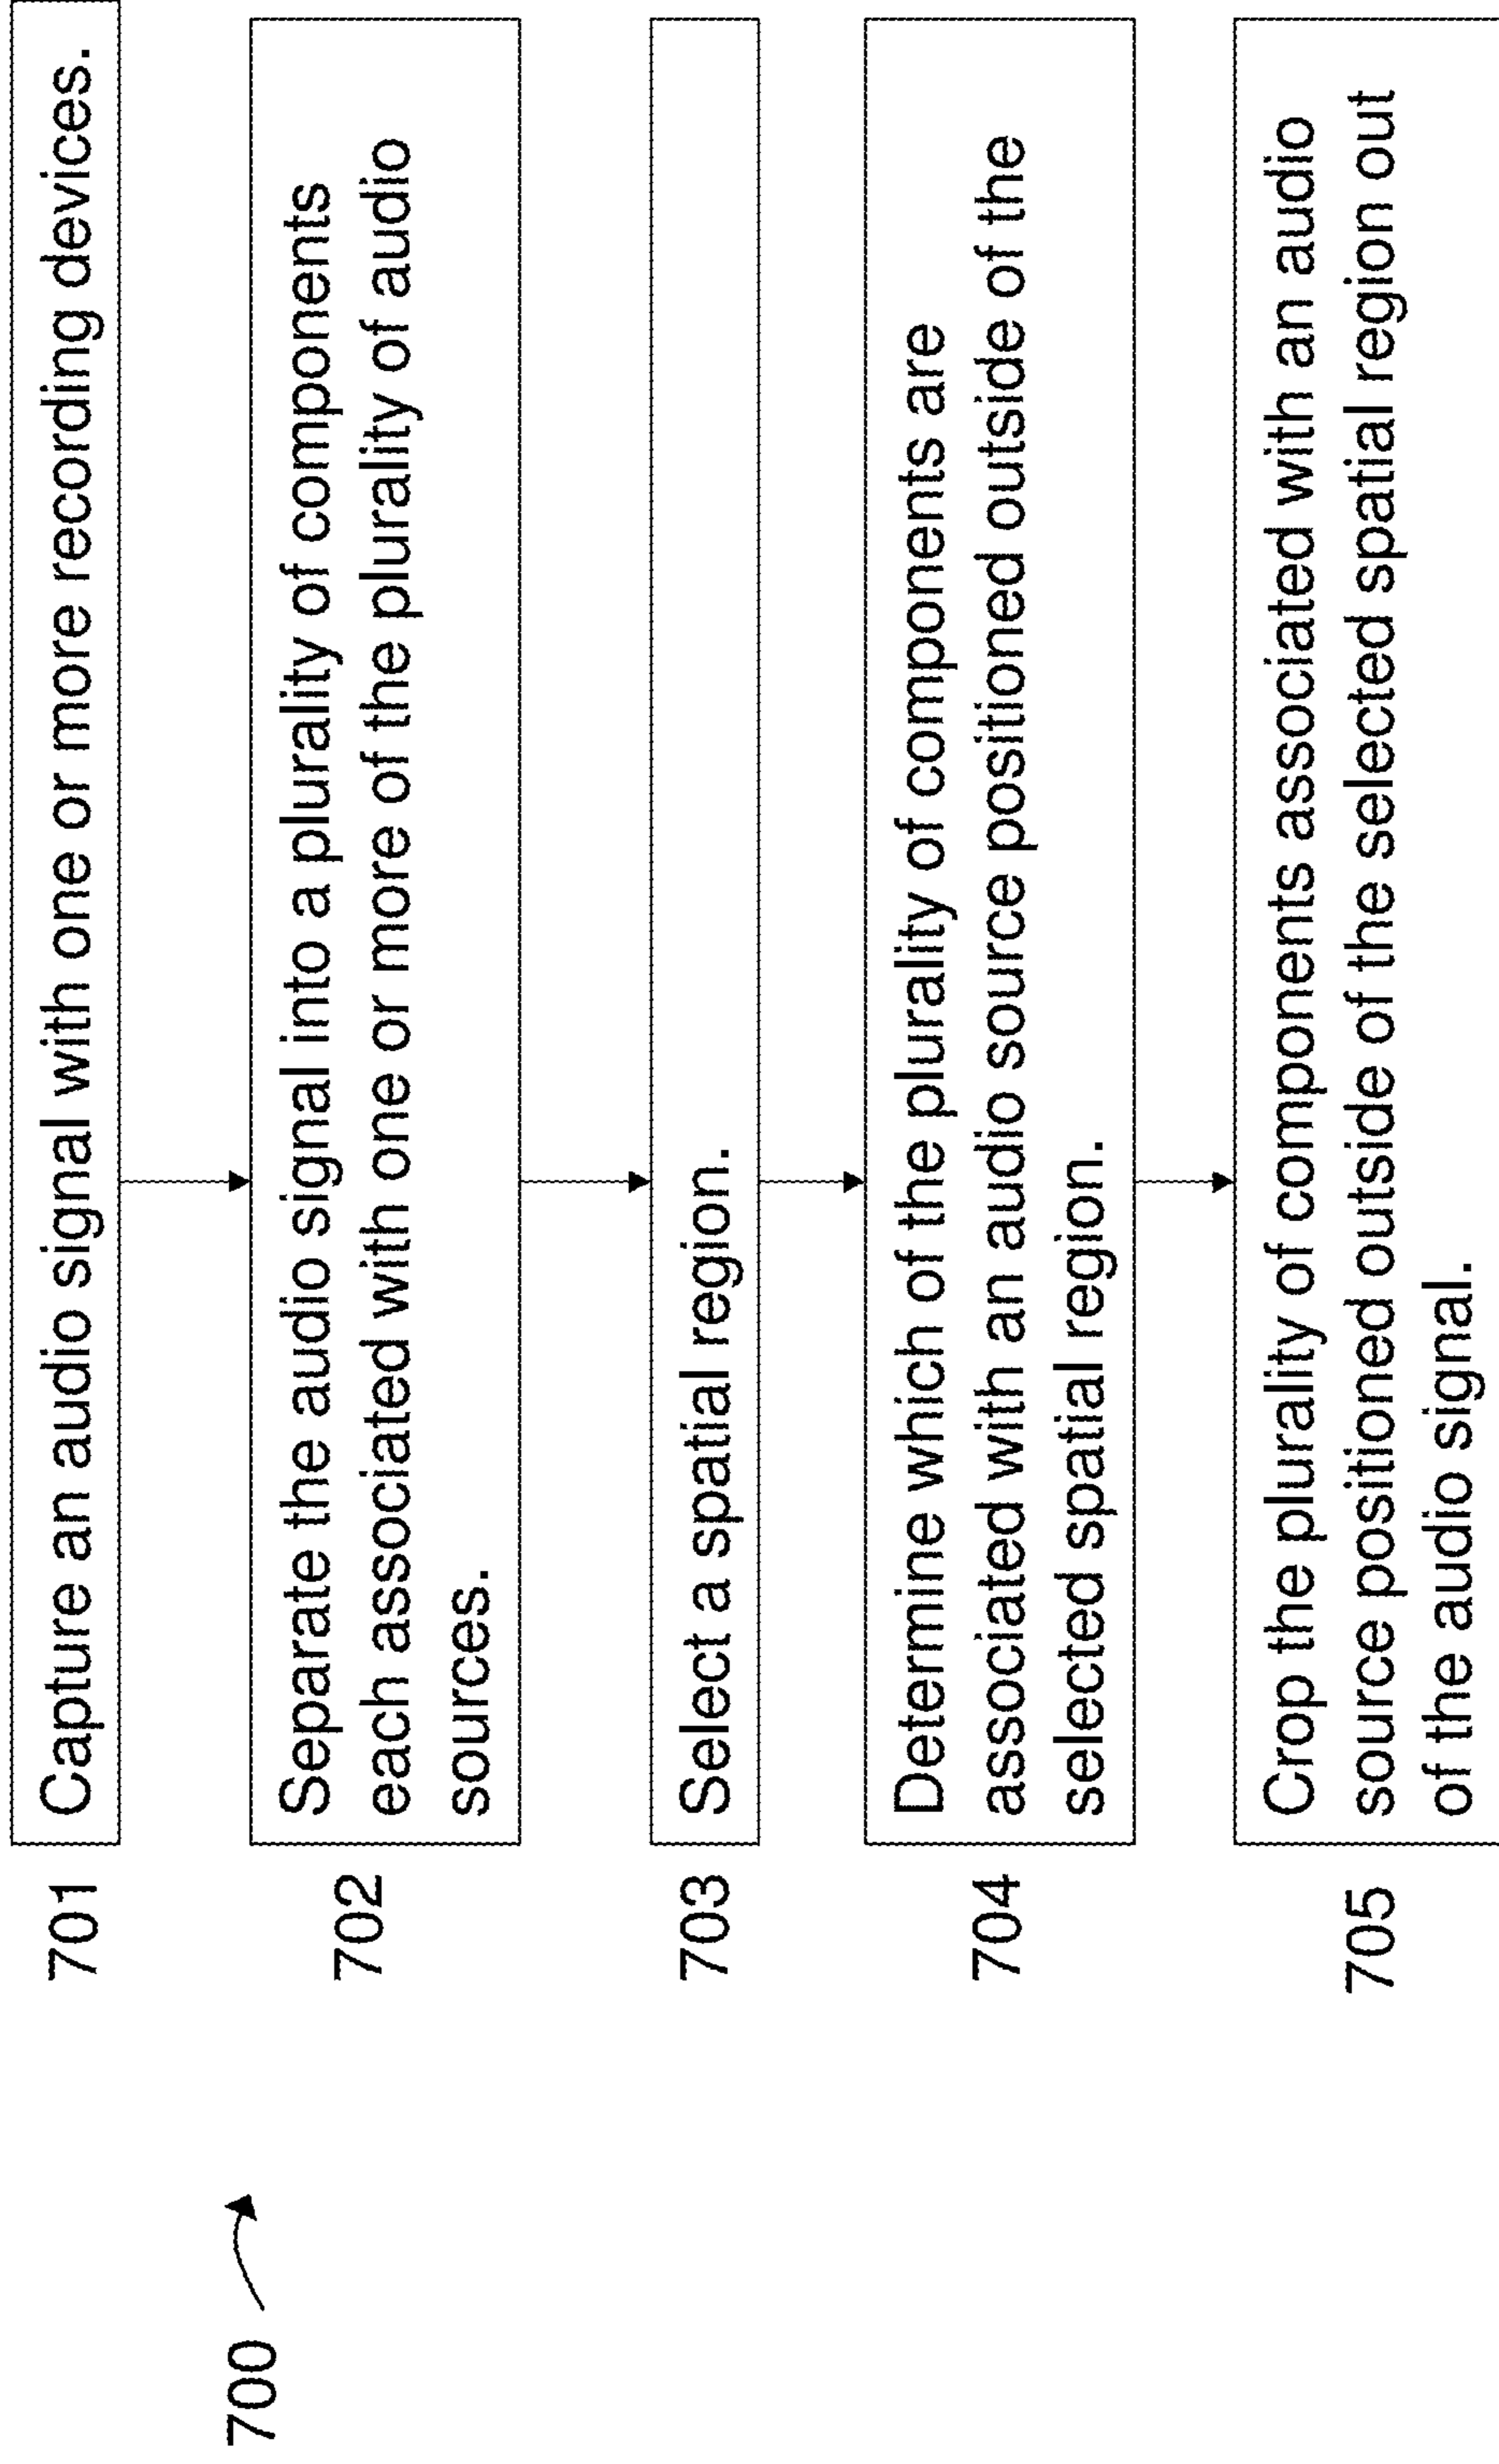 700
701
Capture an audio signal with one or more recording devices.
702
Separate the audio signal into a plurality of components
each associated with one or more of the plurality of audio
sources.
703
Select a spatial region.
704
Determine which of the plurality of components are
associated with an audio source positioned outside of the
selected spatial region.
705
Crop the plurality of components associated with an audio
source positioned outside of the selected spatial region out
of the audio signal.